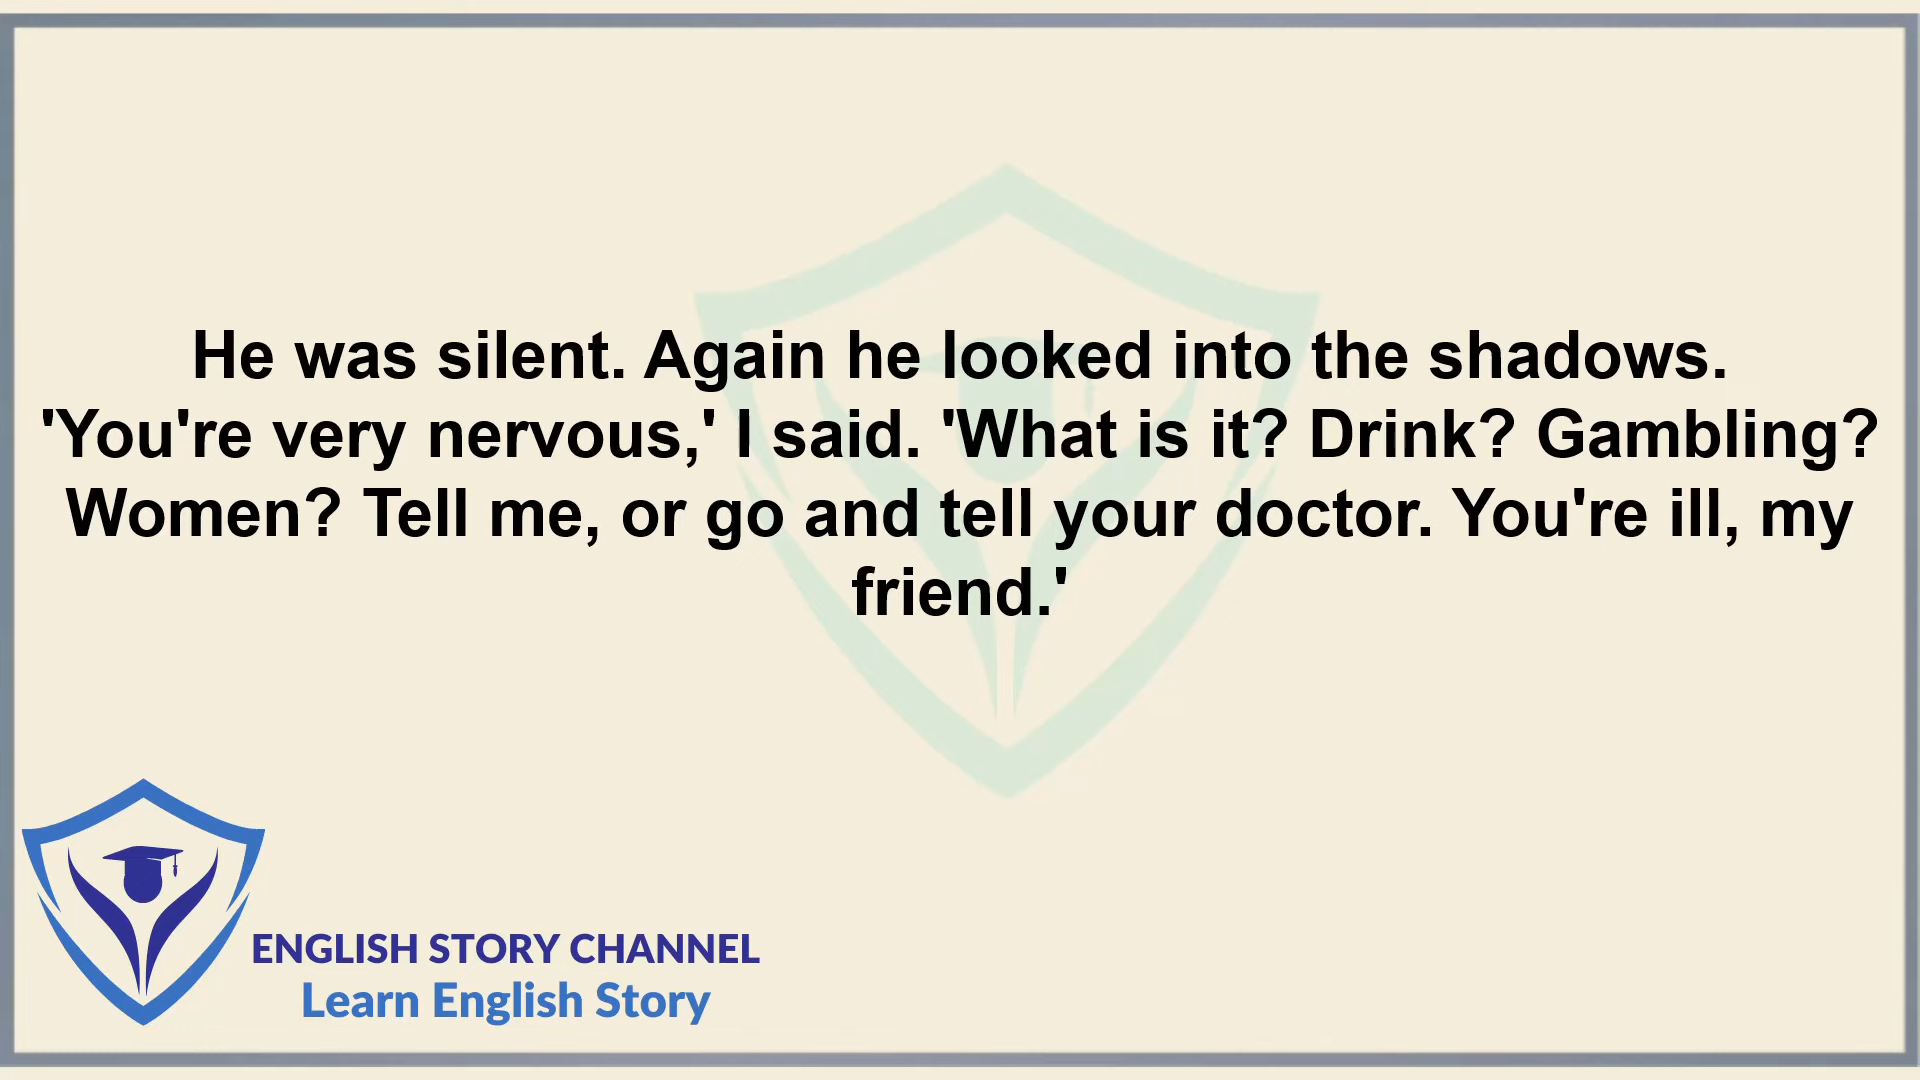 He was silent. Again he looked into the shadows.
'You're very nervous,' I said. 'What is it? Drink? Gambling?
Women? Tell me, or go and tell your doctor. You're ill, my
friend.'
ENGLISH STORY CHANNEL
Learn English Story